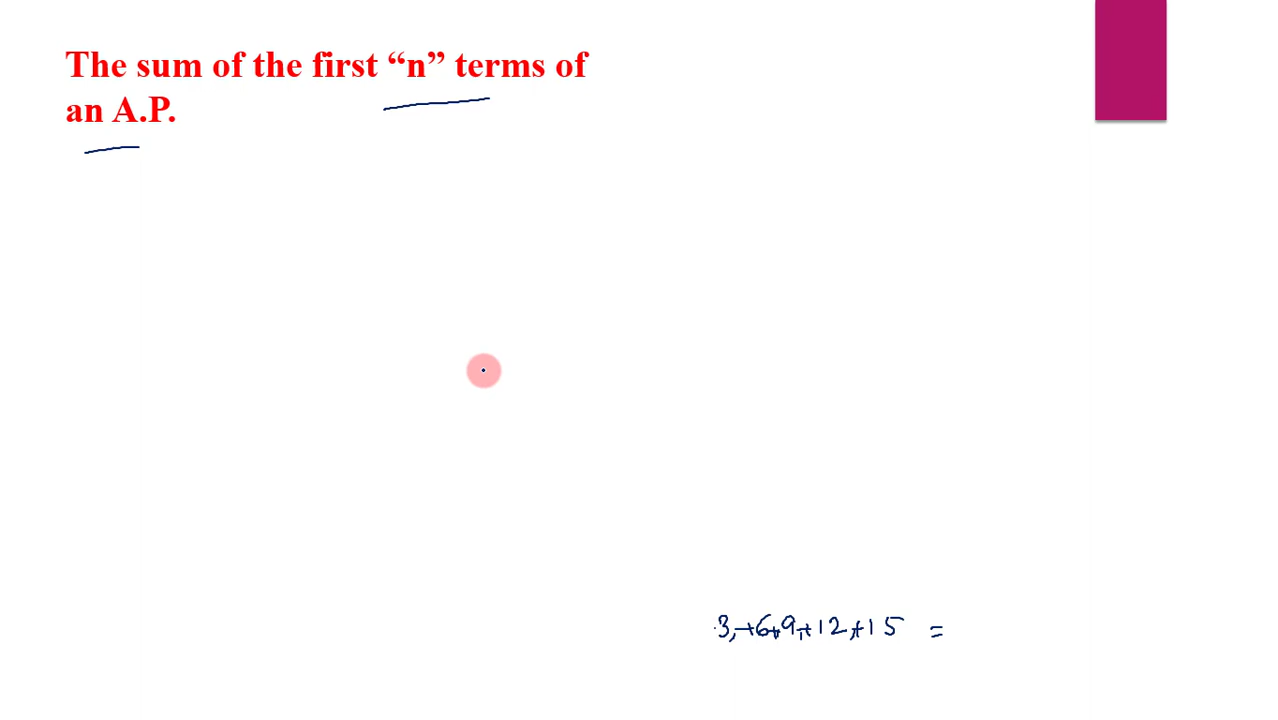 The sum of the first “n” terms of
an A.P.
3, +6, +9, +12, +15 =